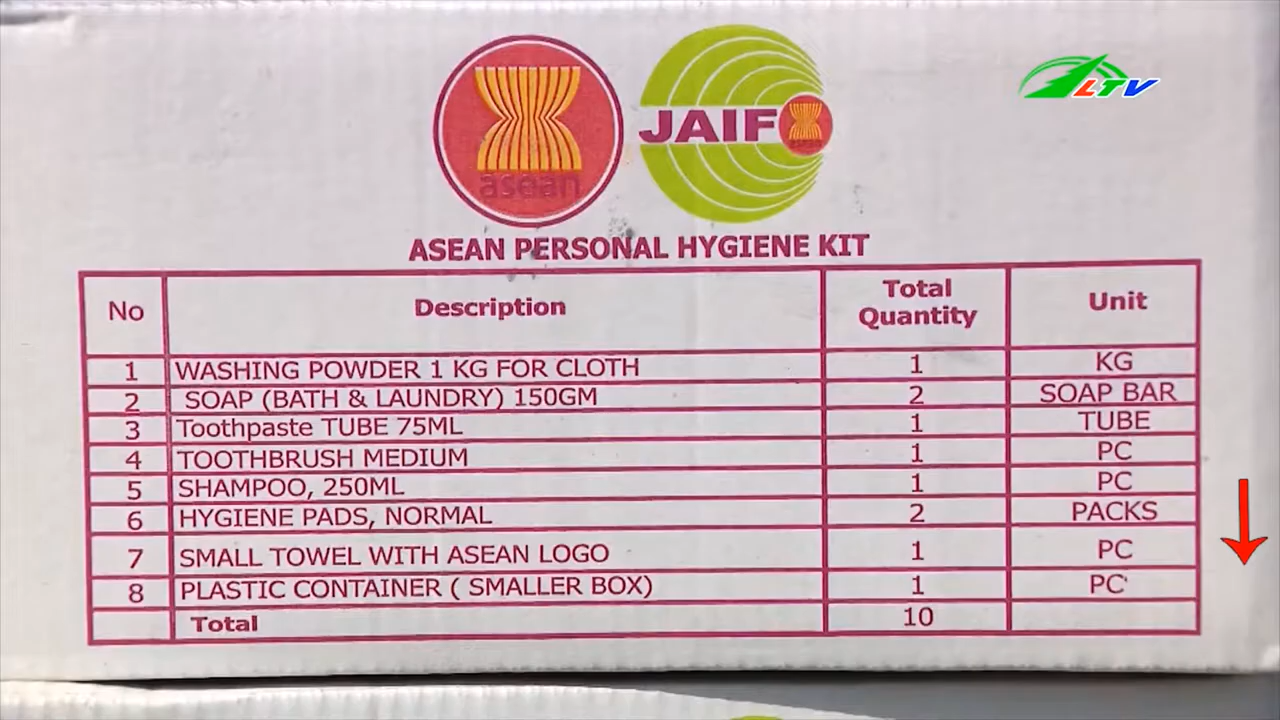 asean
JAIF
asean
LTV
ASEAN PERSONAL HYGIENE KIT
No Description Total Quantity Unit
1 WASHING POWDER 1 KG FOR CLOTH 1 KG
2 SOAP (BATH & LAUNDRY) 150GM 2 SOAP BAR
3 Toothpaste TUBE 75ML 1 TUBE
4 TOOTHBRUSH MEDIUM 1 PC
5 SHAMPOO, 250ML 1 PC
6 HYGIENE PADS, NORMAL 2 PACKS
7 SMALL TOWEL WITH ASEAN LOGO 1 PC
8 PLASTIC CONTAINER ( SMALLER BOX) 1 PC
Total 10